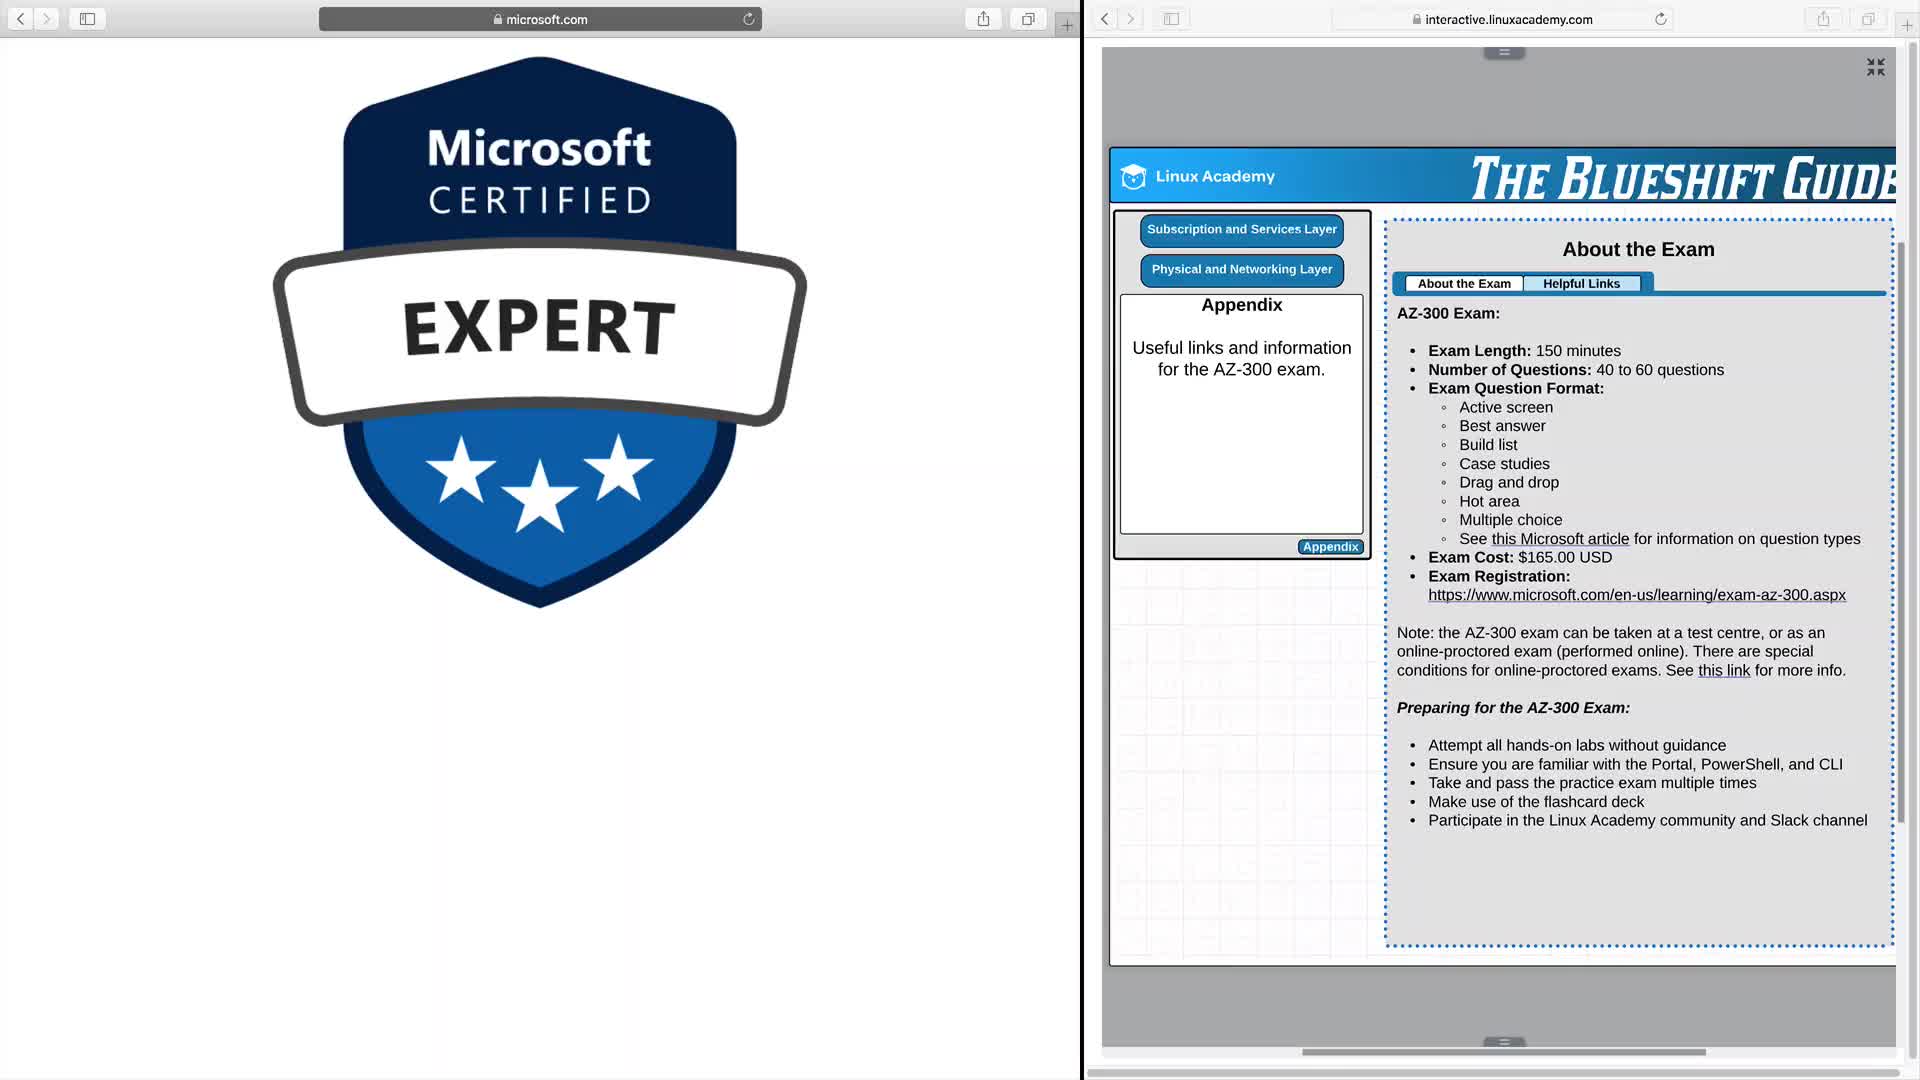 microsoft.com
Microsoft
CERTIFIED
EXPERT
interactive.linuxacademy.com
Linux Academy
THE BLUESHIFT GUIDE
Subscription and Services Layer
Physical and Networking Layer
Appendix
Useful links and information
for the AZ-300 exam.
Appendix
About the Exam
About the Exam
Helpful Links
AZ-300 Exam:
• Exam Length: 150 minutes
• Number of Questions: 40 to 60 questions
• Exam Question Format:
◦ Active screen
◦ Best answer
◦ Build list
◦ Case studies
◦ Drag and drop
◦ Hot area
◦ Multiple choice
◦ See this Microsoft article for information on question types
• Exam Cost: $165.00 USD
• Exam Registration:
https://www.microsoft.com/en-us/learning/exam-az-300.aspx
Note: the AZ-300 exam can be taken at a test centre, or as an
online-proctored exam (performed online). There are special
conditions for online-proctored exams. See this link for more info.
Preparing for the AZ-300 Exam:
• Attempt all hands-on labs without guidance
• Ensure you are familiar with the Portal, PowerShell, and CLI
• Take and pass the practice exam multiple times
• Make use of the flashcard deck
• Participate in the Linux Academy community and Slack channel